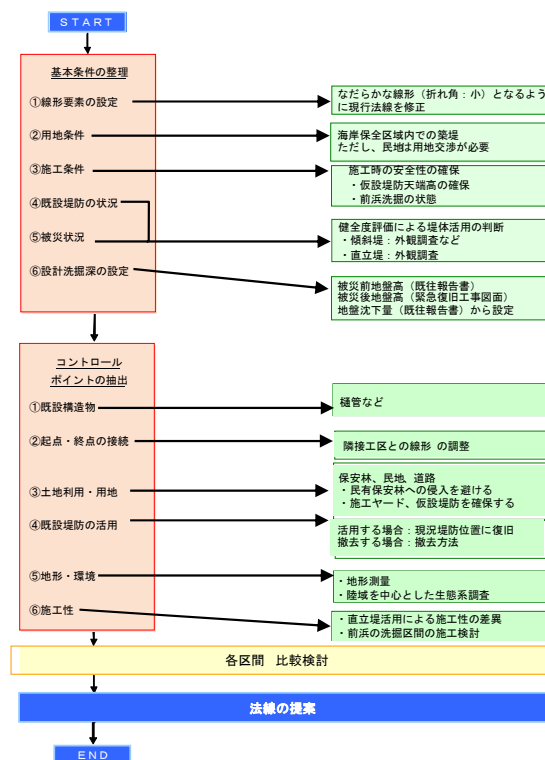 START
基本条件の整理
①線形要素の設定
なだらかな線形（折れ角：小）となるよう
に現行法線を修正
②用地条件
海岸保全区域内での築堤
ただし、民地は用地交渉が必要
③施工条件
施工時の安全性の確保
・仮設堤防天端高の確保
・前浜洗掘の状態
④既設堤防の状況
⑤被災状況
健全度評価による堤体活用の判断
・傾斜堤：外観調査など
・直立堤：外観調査
⑥設計洗掘深の設定
被災前地盤高（既往報告書）
被災後地盤高（緊急復旧工事図面）
地盤沈下量（既往報告書）から設定
コントロール
ポイントの抽出
①既設構造物
樋管など
②起点・終点の接続
隣接工区との線形 の調整
③土地利用・用地
保安林、民地、道路
・民有保安林への侵入を避ける
・施工ヤード、仮設堤防を確保する
④既設堤防の活用
活用する場合：現況堤防位置に復旧
撤去する場合：撤去方法
⑤地形・環境
・地形測量
・陸域を中心とした生態系調査
⑥施工性
・直立堤活用による施工性の差異
・前浜の洗掘区間の施工検討
各区間　比較検討
法線の提案
END